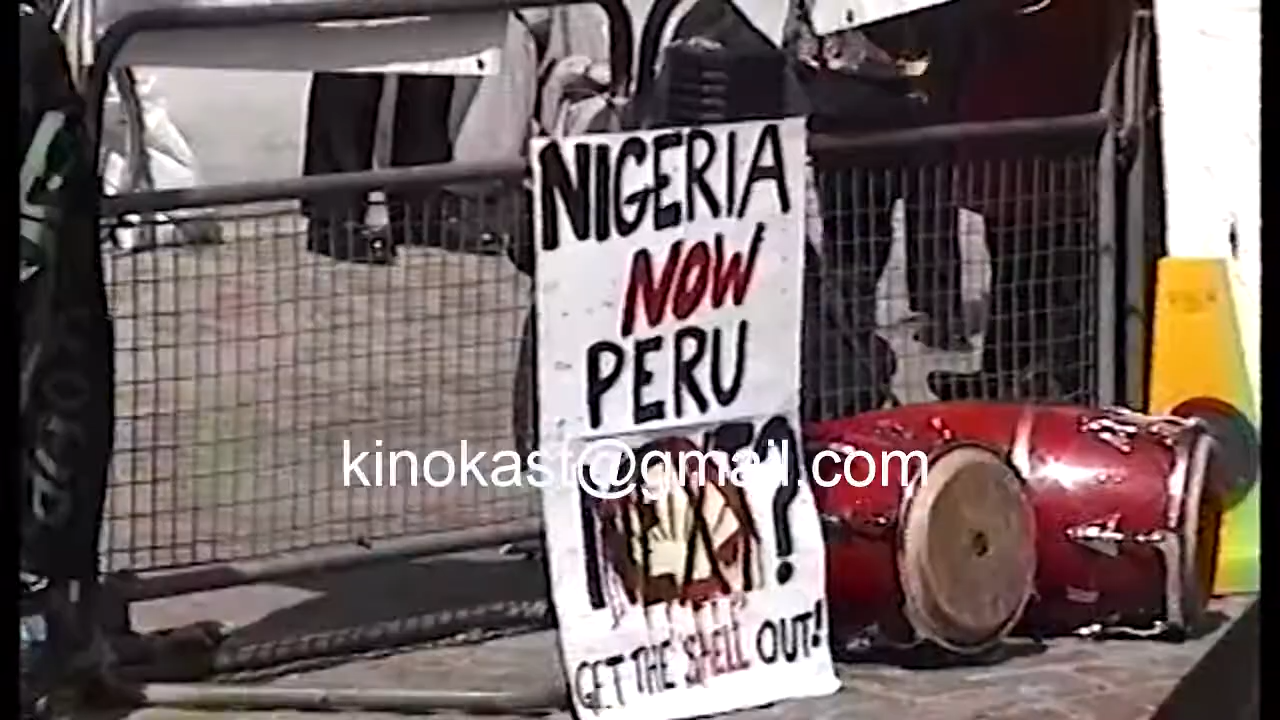 NIGERIA
NOW
PERU
kinokast@gmail.com
NEXT?
GET THE SHELL OUT!